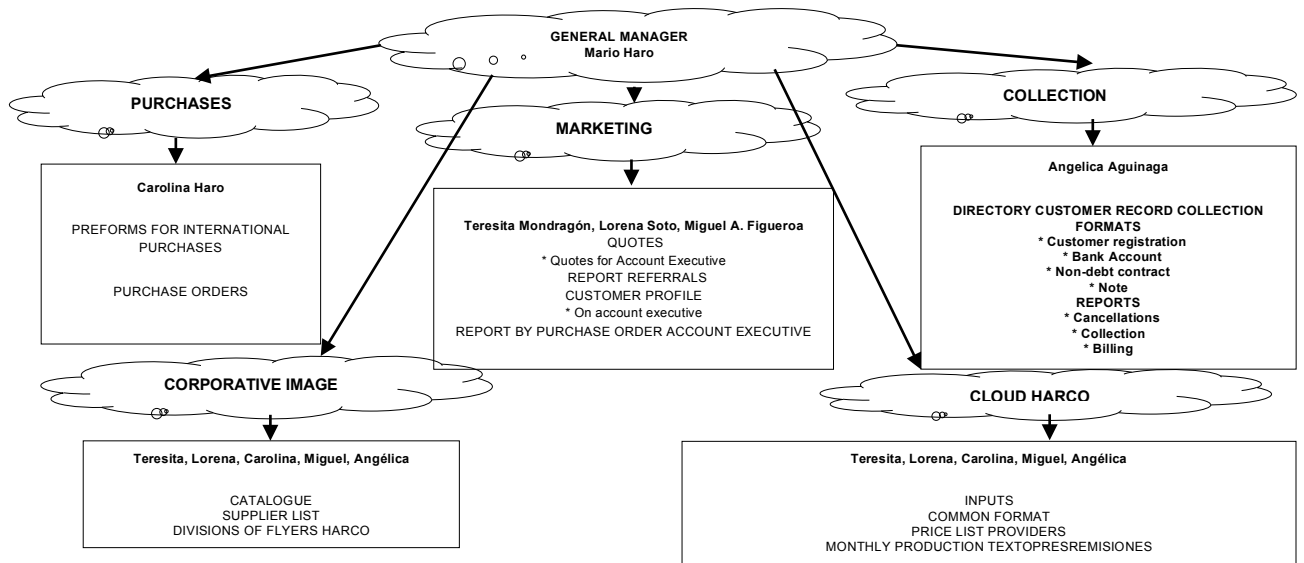 GENERAL MANAGER
Mario Haro
PURCHASES
MARKETING
COLLECTION
Carolina Haro
PREFORMS FOR INTERNATIONAL
PURCHASES
PURCHASE ORDERS
Teresita Mondragón, Lorena Soto, Miguel A. Figueroa
QUOTES
* Quotes for Account Executive
REPORT REFERRALS
CUSTOMER PROFILE
* On account executive
REPORT BY PURCHASE ORDER ACCOUNT EXECUTIVE
Angelica Aguinaga
DIRECTORY CUSTOMER RECORD COLLECTION
FORMATS
* Customer registration
* Bank Account
* Non-debt contract
* Note
REPORTS
* Cancellations
* Collection
* Billing
CORPORATIVE IMAGE
CLOUD HARCO
Teresita, Lorena, Carolina, Miguel, Angélica
CATALOGUE
SUPPLIER LIST
DIVISIONS OF FLYERS HARCO
Teresita, Lorena, Carolina, Miguel, Angélica
INPUTS
COMMON FORMAT
PRICE LIST PROVIDERS
MONTHLY PRODUCTION TEXTOPRESREMISIONES